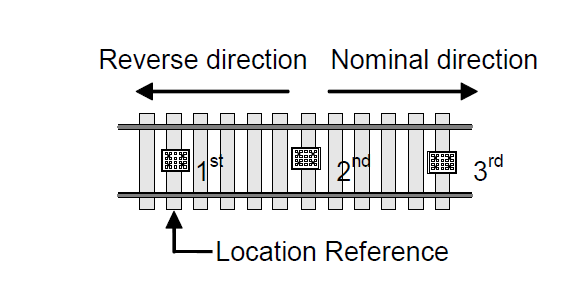 Reverse direction Nominal direction
1st 2nd 3rd
Location Reference